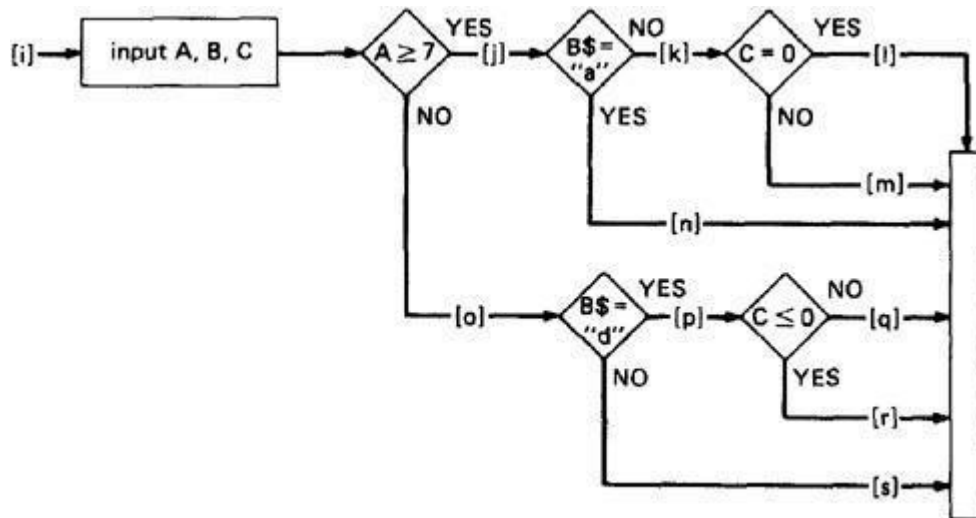 YES
NO
YES
[i]
input A, B, C
A ≥ 7
[j]
B$ =
"a"
[k]
C = 0
[l]
NO
YES
NO
[m]
[n]
YES
NO
[o]
B$ =
"d"
[p]
C ≤ 0
[q]
NO
YES
[r]
[s]